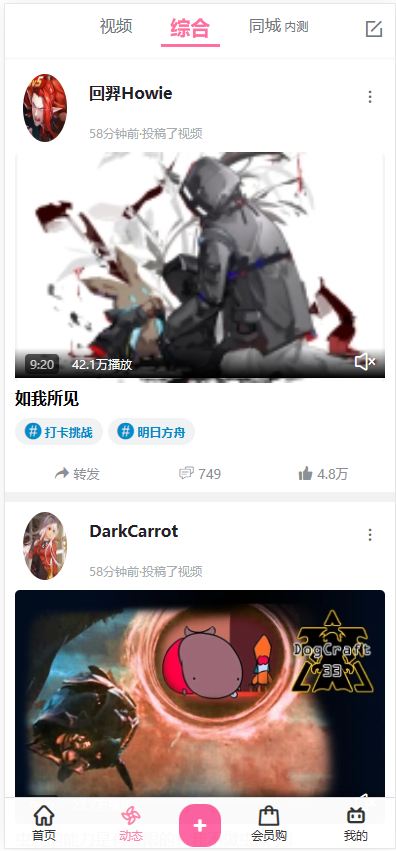 视频
综合
同城 内测
回羿Howie
58分钟前·投稿了视频
9:20
42.1万播放
如我所见
# 打卡挑战
# 明日方舟
转发
749
4.8万
DarkCarrot
58分钟前·投稿了视频
DogCraft
33
首页
动态
会员购
我的